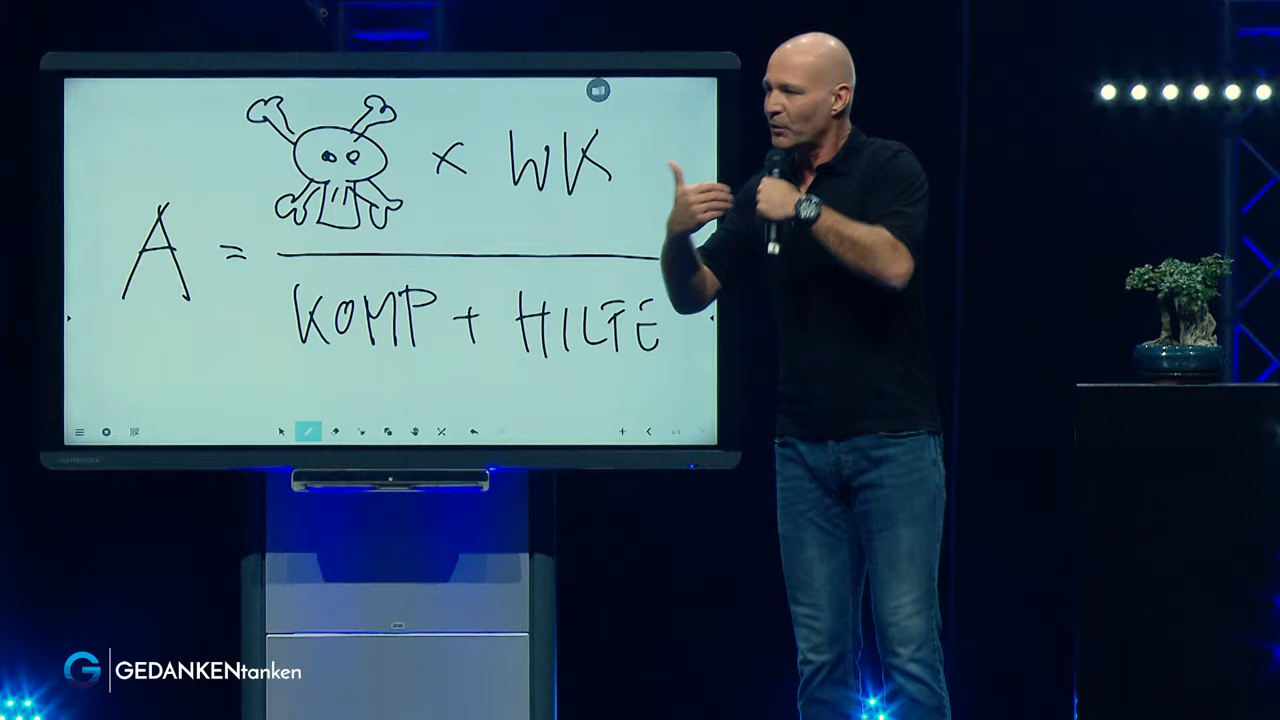 x WK
A =
KOMP + HILFE
GEDANKENtanken